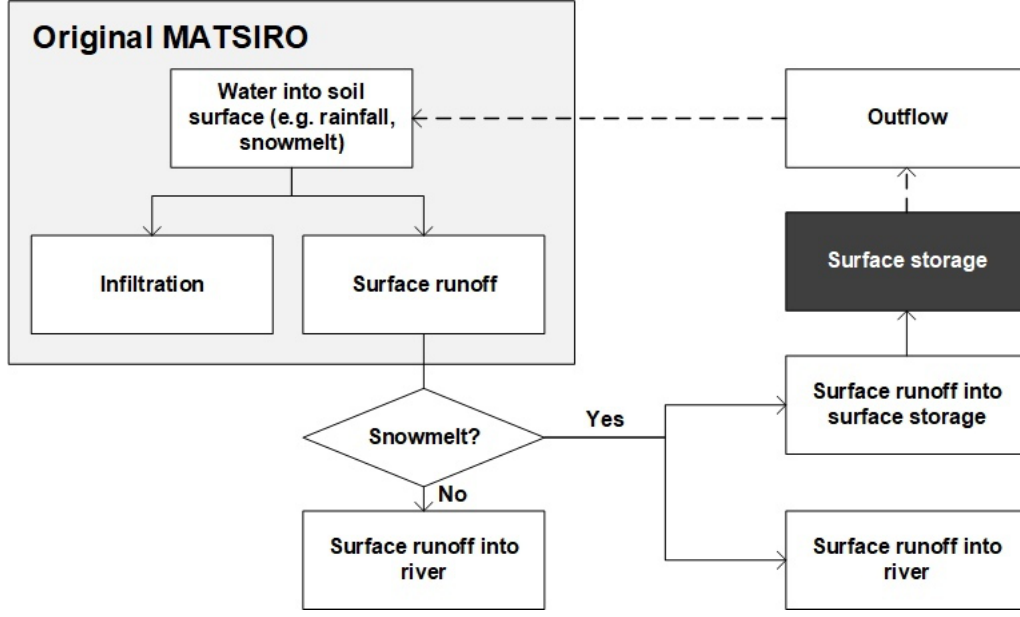 Original MATSIRO
Water into soil
surface (e.g. rainfall,
snowmelt)
Outflow
Infiltration
Surface runoff
Surface storage
Surface runoff into
surface storage
Snowmelt?
Yes
No
Surface runoff into
river
Surface runoff into
river